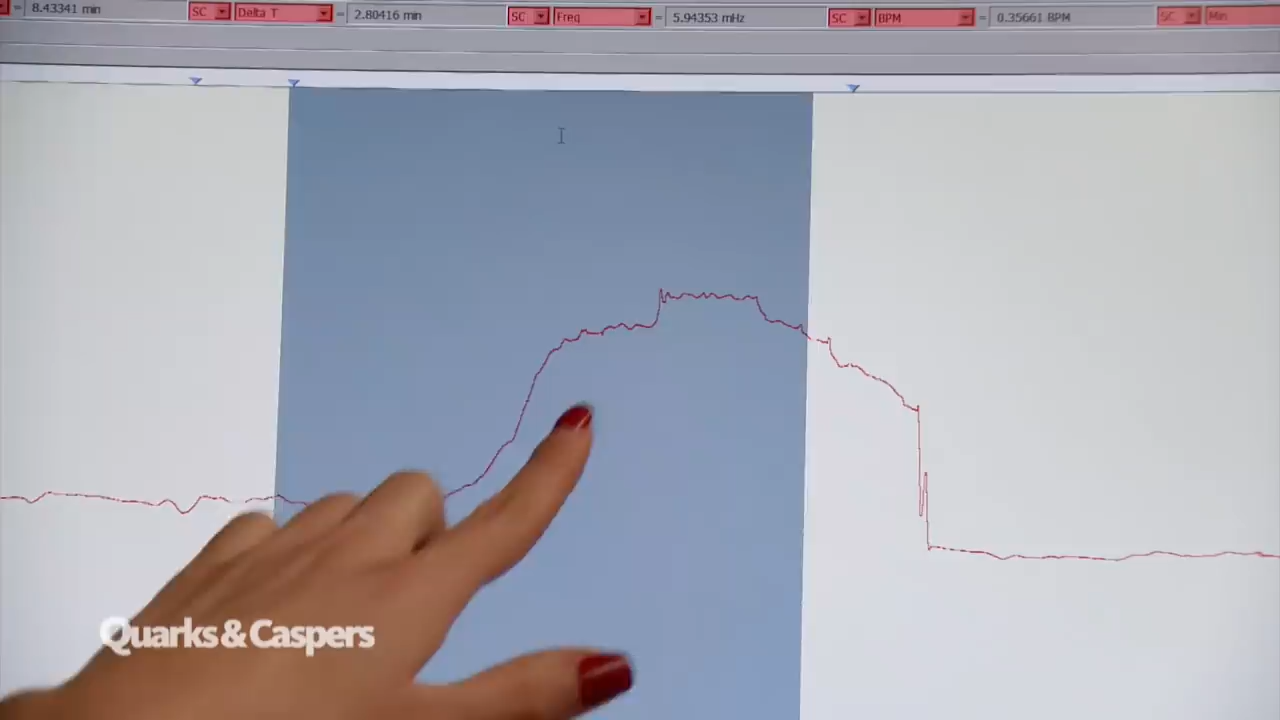 = 8.43341 min SC Delta T = 2.80416 min SC Freq = 5.94353 mHz SC BPM = 0.35661 BPM SC Min
Quarks & Caspers